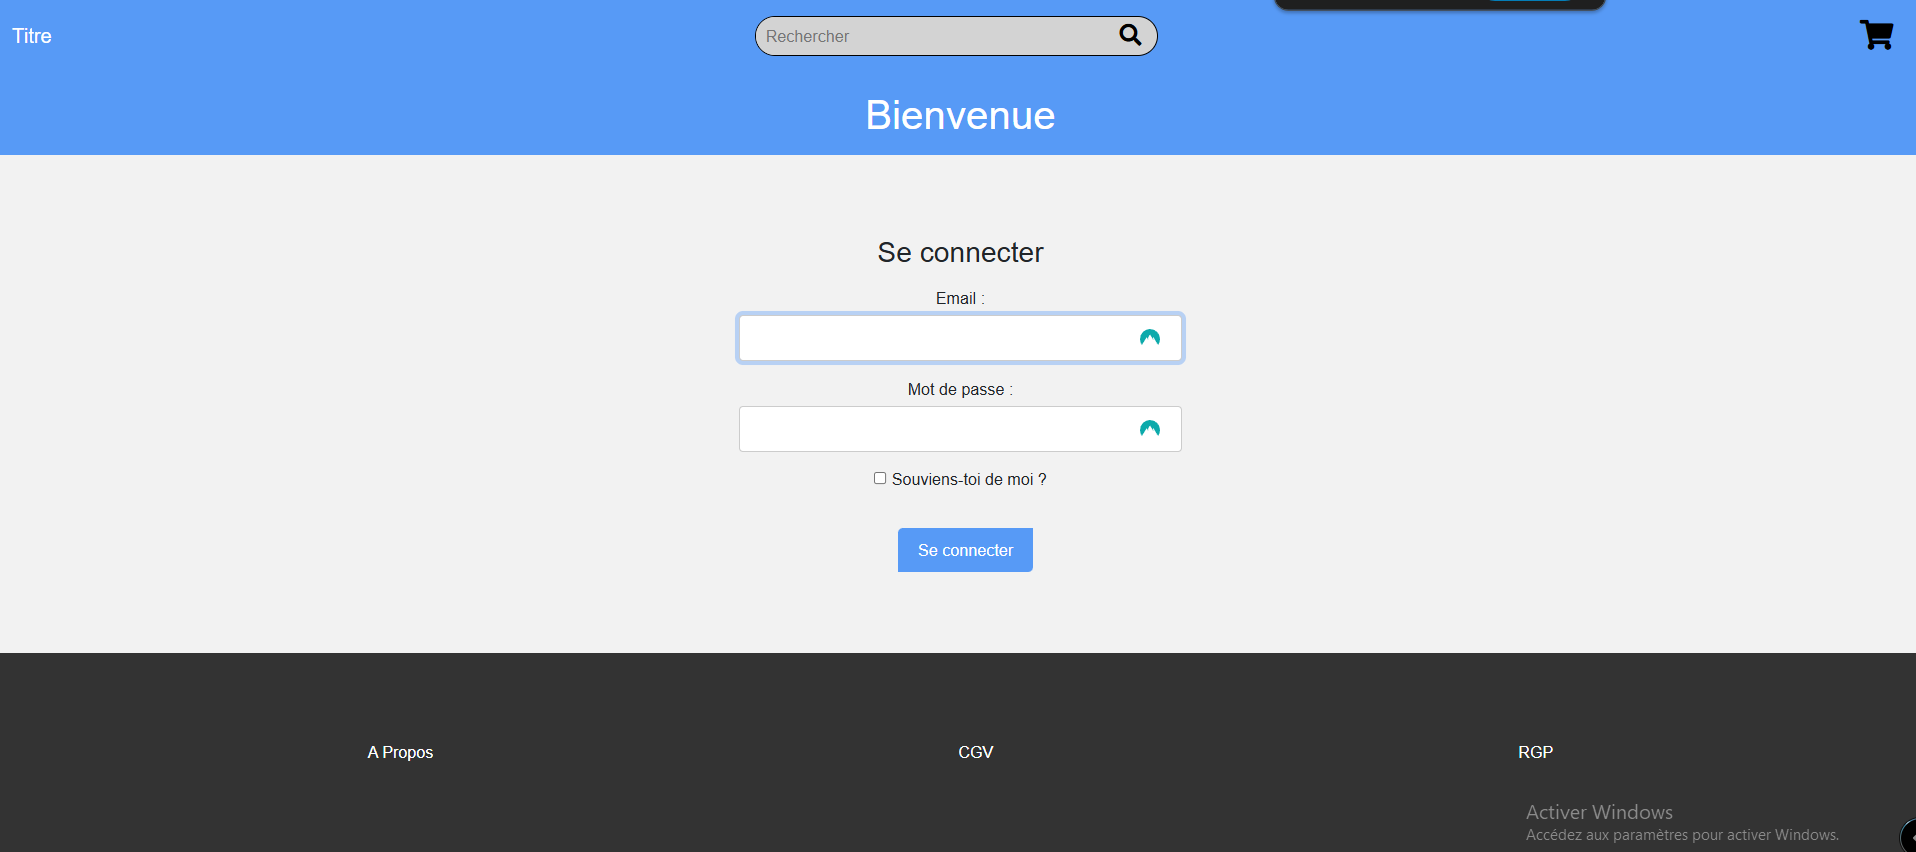 Titre
Rechercher
Bienvenue
Se connecter
Email :
Mot de passe :
Souviens-toi de moi ?
Se connecter
A Propos
CGV
RGP
Activer Windows
Accédez aux paramètres pour activer Windows.